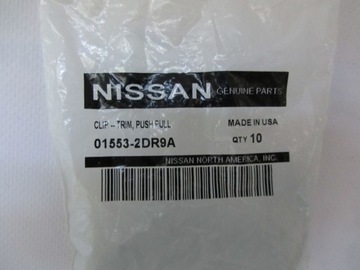 NISSAN GENUINE PARTS
CLIP – TRIM, PUSH PULL MADE IN USA
01553-2DR9A QTY 10
NISSAN NORTH AMERICA, INC.